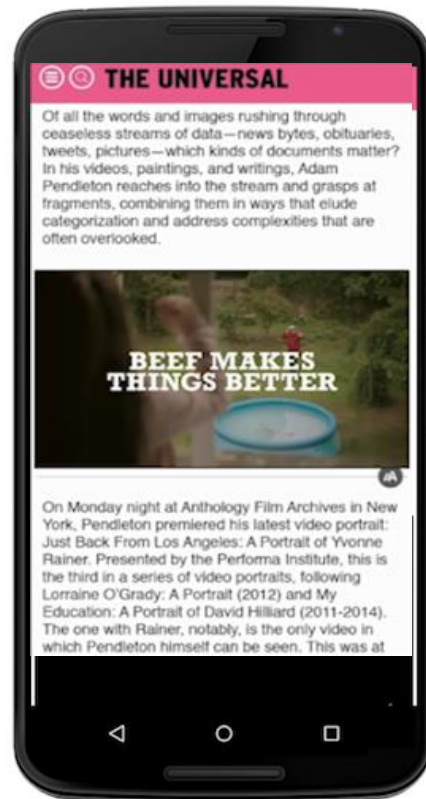 THE UNIVERSAL
Of all the words and images rushing through
ceaseless streams of data—news bytes, obituaries,
tweets, pictures—which kinds of documents matter?
In his videos, paintings, and writings, Adam
Pendleton reaches into the stream and grasps at
fragments, combining them in ways that elude
categorization and address complexities that are
often overlooked.
BEEF MAKES
THINGS BETTER
On Monday night at Anthology Film Archives in New
York, Pendleton premiered his latest video portrait:
Just Back From Los Angeles: A Portrait of Yvonne
Rainer. Presented by the Performa Institute, this is
the third in a series of video portraits, following
Lorraine O'Grady: A Portrait (2012) and My
Education: A Portrait of David Hilliard (2011-2014).
The one with Rainer, notably, is the only video in
which Pendleton himself can be seen. This was at